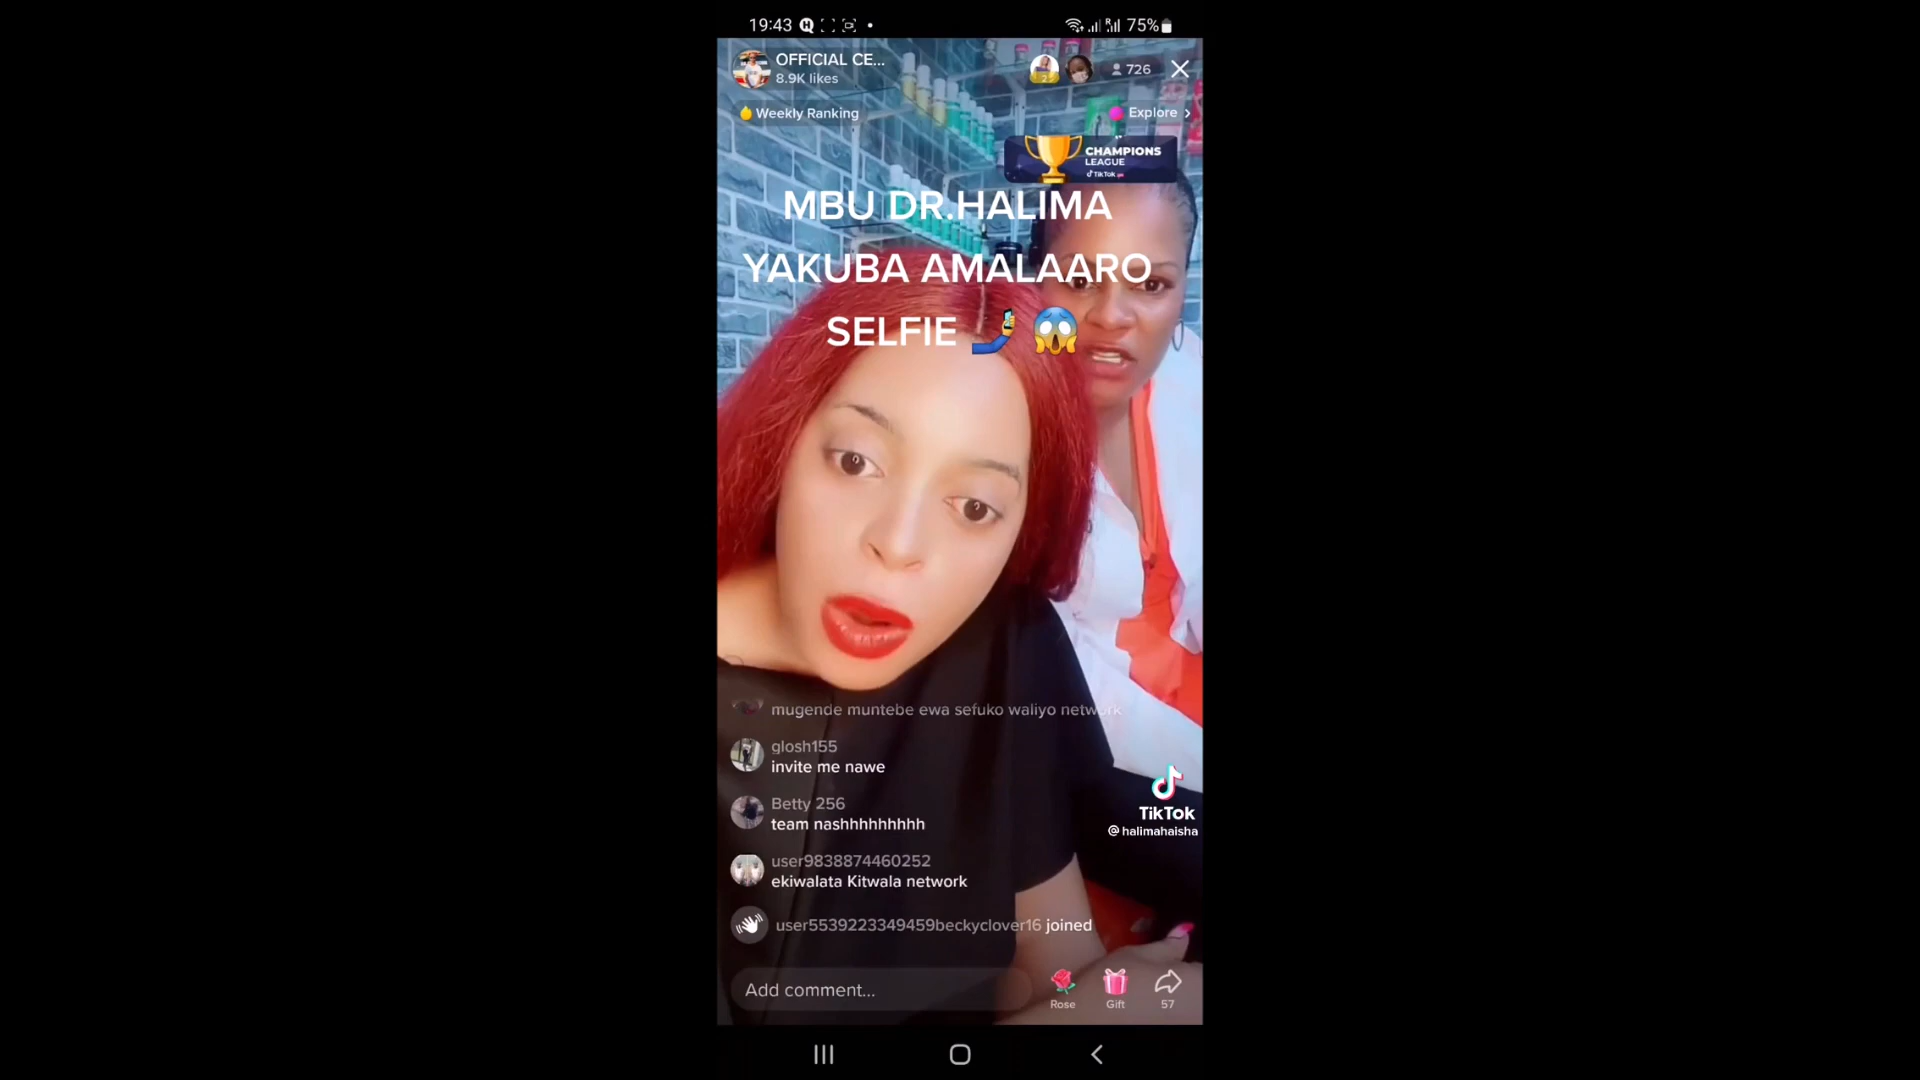 19:43
75%
OFFICIAL CE...
8.9K likes
726
Weekly Ranking
Explore
CHAMPIONS
LEAGUE
TikTok
MBU DR.HALIMA
YAKUBA AMALAARO
SELFIE
mugende muntebe ewa sefuko waliyo network
glosh155
invite me nawe
Betty 256
team nashhhhhhhhh
TikTok
@halimahaisha
user9838874460252
ekiwalata Kitwala network
user5539223349459beckyclover16 joined
Add comment...
Rose
Gift
57